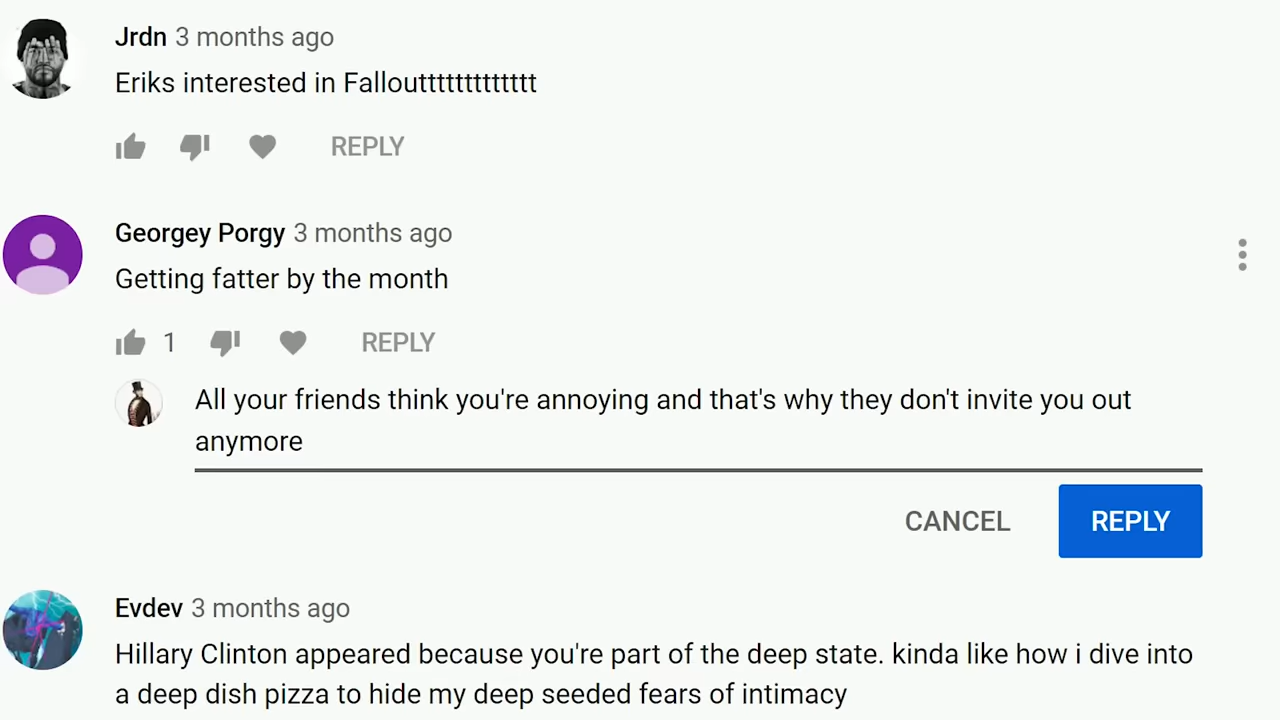 Jrdn 3 months ago
Eriks interested in Falloutttttttttttttt
REPLY
Georgey Porgy 3 months ago
Getting fatter by the month
1 REPLY
All your friends think you're annoying and that's why they don't invite you out
anymore
CANCEL REPLY
Evdev 3 months ago
Hillary Clinton appeared because you're part of the deep state. kinda like how i dive into
a deep dish pizza to hide my deep seeded fears of intimacy